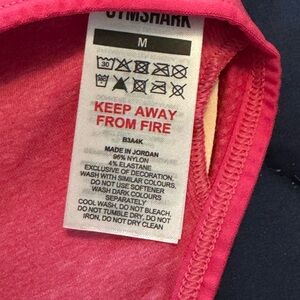 GYMSHARK
M
30
KEEP AWAY
FROM FIRE
B3A4K
MADE IN JORDAN
96% NYLON
4% ELASTANE
EXCLUSIVE OF DECORATION,
WASH WITH SIMILAR COLOURS,
DO NOT USE SOFTENER
WASH DARK COLOURS
SEPARATELY
COOL WASH, DO NOT BLEACH,
DO NOT TUMBLE DRY, DO NOT
IRON, DO NOT DRY CLEAN